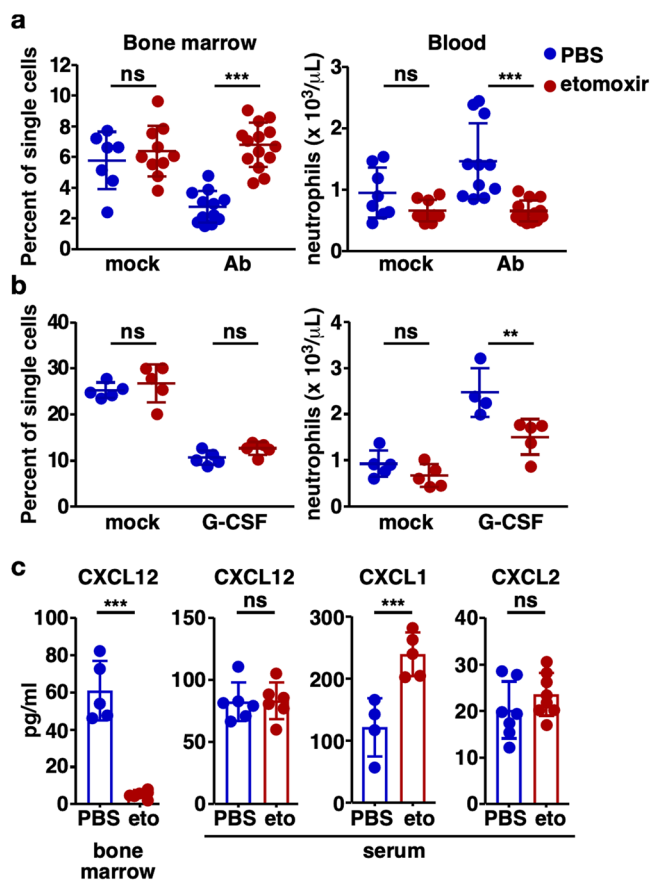 a
Bone marrow
Blood
PBS
etomoxir
Percent of single cells
12
10
8
6
4
2
0
ns
***
mock
Ab
neutrophils (x 10³/μL)
3
2
1
0
ns
***
mock
Ab
b
Percent of single cells
40
30
20
10
0
ns
ns
mock
G-CSF
neutrophils (x 10³/μL)
4
3
2
1
0
ns
**
mock
G-CSF
c
CXCL12
CXCL12
CXCL1
CXCL2
pg/ml
100
80
60
40
20
0
***
PBS eto
bone
marrow
150
100
50
0
ns
PBS eto
300
200
100
0
***
PBS eto
40
30
20
10
0
ns
PBS eto
serum